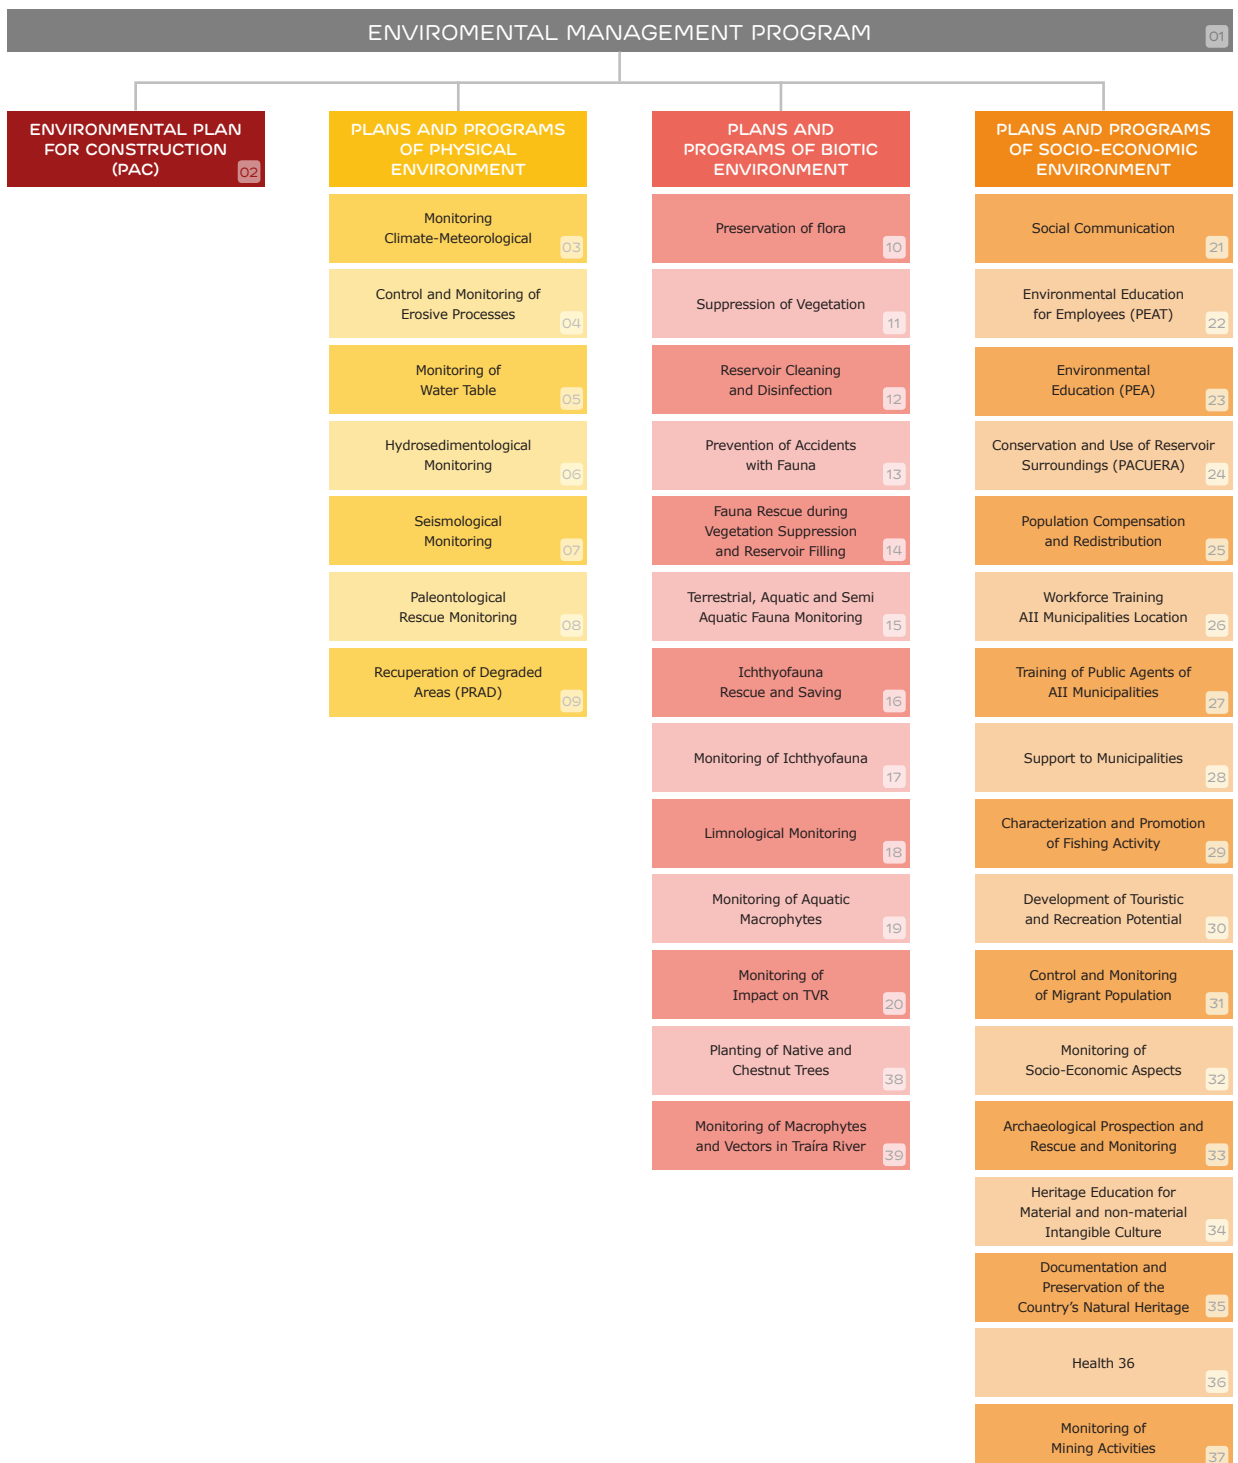 ENVIROMENTAL MANAGEMENT PROGRAM
01
ENVIRONMENTAL PLAN
FOR CONSTRUCTION
(PAC)
02
PLANS AND PROGRAMS
OF PHYSICAL
ENVIRONMENT
Monitoring
Climate-Meteorological
03
Control and Monitoring of
Erosive Processes
04
Monitoring of
Water Table
05
Hydrosedimentological
Monitoring
06
Seismological
Monitoring
07
Paleontological
Rescue Monitoring
08
Recuperation of Degraded
Areas (PRAD)
09
PLANS AND
PROGRAMS OF BIOTIC
ENVIRONMENT
Preservation of flora
10
Suppression of Vegetation
11
Reservoir Cleaning
and Disinfection
12
Prevention of Accidents
with Fauna
13
Fauna Rescue during
Vegetation Suppression
and Reservoir Filling
14
Terrestrial, Aquatic and Semi
Aquatic Fauna Monitoring
15
Ichthyofauna
Rescue and Saving
16
Monitoring of Ichthyofauna
17
Limnological Monitoring
18
Monitoring of Aquatic
Macrophytes
19
Monitoring of
Impact on TVR
20
Planting of Native and
Chestnut Trees
38
Monitoring of Macrophytes
and Vectors in Traíra River
39
PLANS AND PROGRAMS
OF SOCIO-ECONOMIC
ENVIRONMENT
Social Communication
21
Environmental Education
for Employees (PEAT)
22
Environmental
Education (PEA)
23
Conservation and Use of Reservoir
Surroundings (PACUERA)
24
Population Compensation
and Redistribution
25
Workforce Training
AII Municipalities Location
26
Training of Public Agents of
AII Municipalities
27
Support to Municipalities
28
Characterization and Promotion
of Fishing Activity
29
Development of Touristic
and Recreation Potential
30
Control and Monitoring
of Migrant Population
31
Monitoring of
Socio-Economic Aspects
32
Archaeological Prospection and
Rescue and Monitoring
33
Heritage Education for
Material and non-material
Intangible Culture
34
Documentation and
Preservation of the
Country's Natural Heritage
35
Health 36
36
Monitoring of
Mining Activities
37